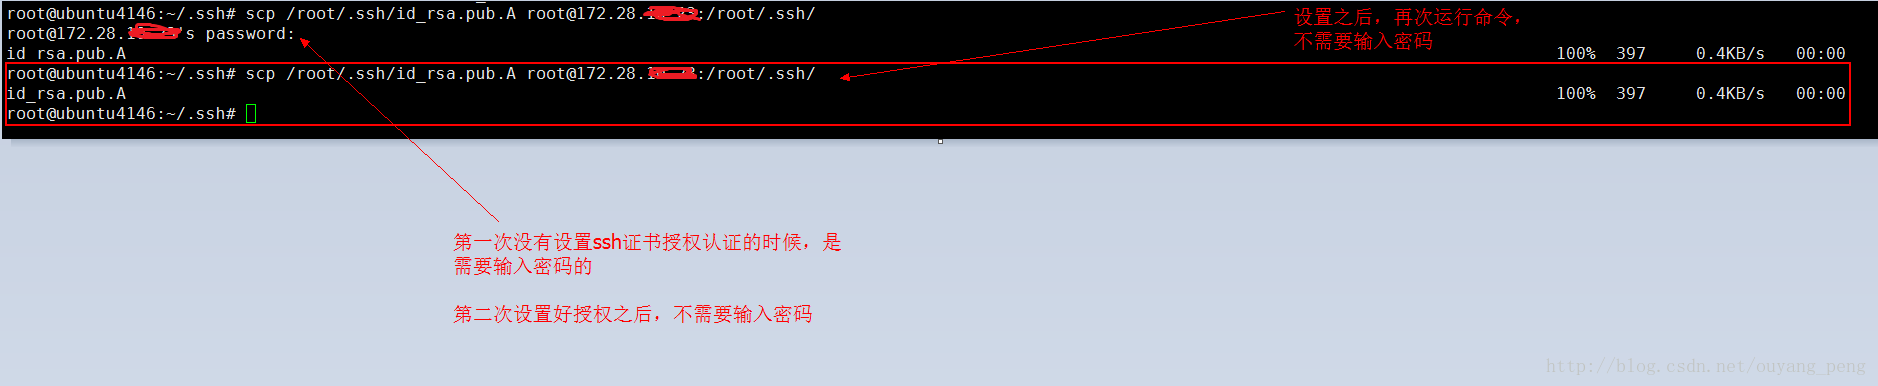 root@ubuntu4146:~/.ssh# scp /root/.ssh/id_rsa.pub.A root@172.28.:/root/.ssh/
root@172.28.'s password:
id_rsa.pub.A 100% 397 0.4KB/s 00:00
root@ubuntu4146:~/.ssh# scp /root/.ssh/id_rsa.pub.A root@172.28.:/root/.ssh/
id_rsa.pub.A 100% 397 0.4KB/s 00:00
root@ubuntu4146:~/.ssh#
设置之后，再次运行命令，
不需要输入密码
第一次没有设置ssh证书授权认证的时候，是
需要输入密码的
第二次设置好授权之后，不需要输入密码
http://blog.csdn.net/ouyang_peng